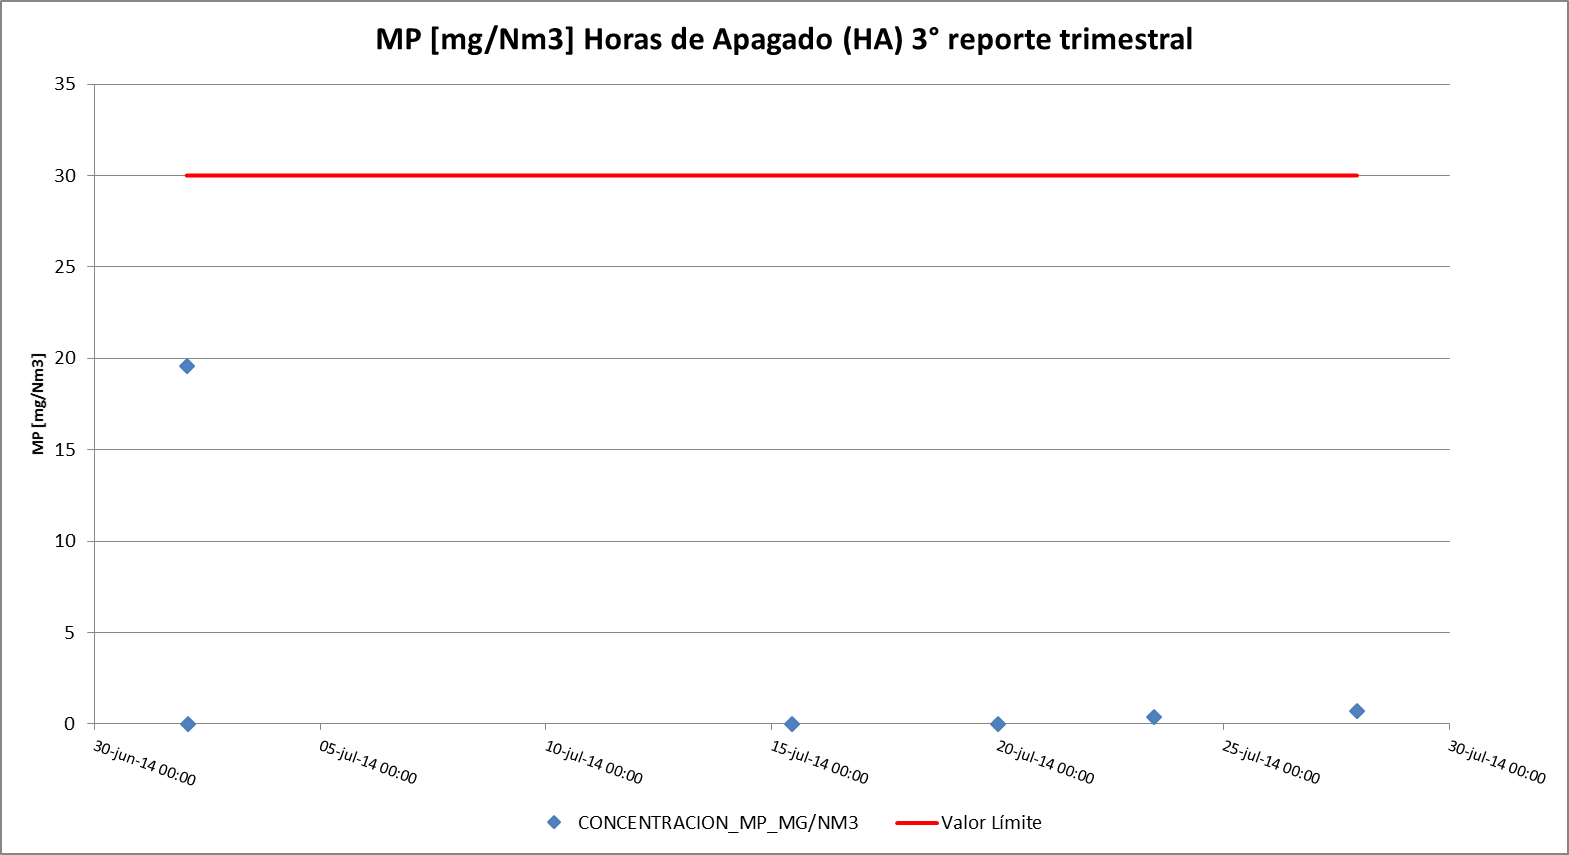 MP [mg/Nm3] Horas de Apagado (HA) 3° reporte trimestral
35
30
25
20
15
10
5
0
MP [mg/Nm3]
30-jun-14 00:00
05-jul-14 00:00
10-jul-14 00:00
15-jul-14 00:00
20-jul-14 00:00
25-jul-14 00:00
30-jul-14 00:00
CONCENTRACION_MP_MG/NM3
Valor Límite